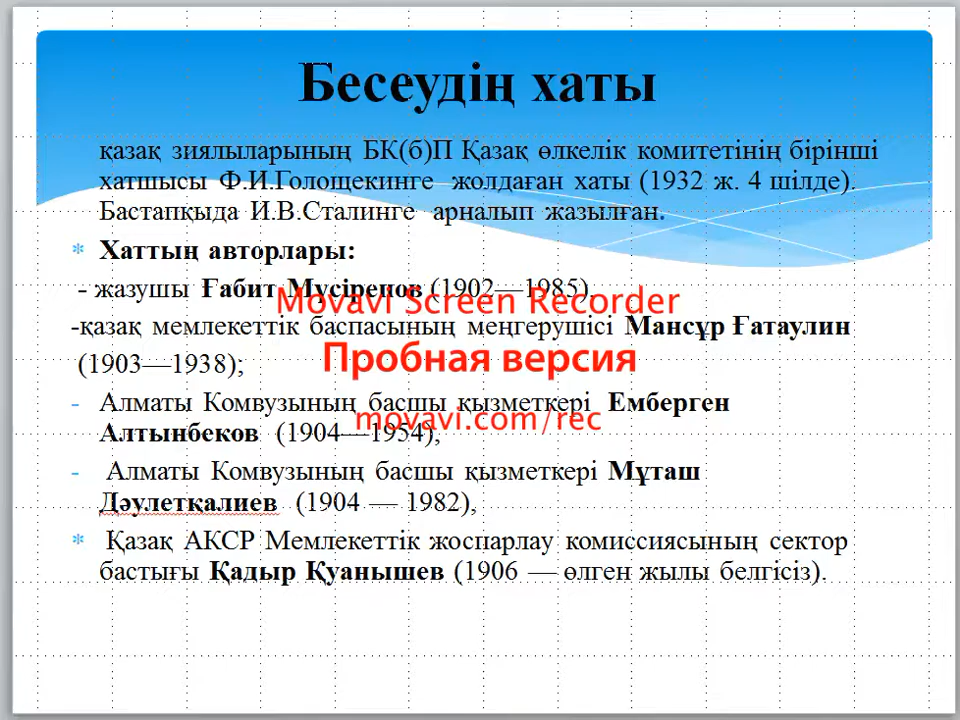 Бесеудің хаты
қазақ зиялыларының БК(б)П Қазақ өлкелік комитетінің бірінші
хатшысы Ф.И.Голощекинге жолдаған хаты (1932 ж. 4 шілде).
Бастапқыда И.В.Сталинге арналып жазылған.
* Хаттың авторлары:
- жазушы Ғабит Мүсірепов (1902—1985),
Movavi Screen Recorder
-қазақ мемлекеттік баспасының меңгерушісі Мансұр Ғатаулин
Пробная версия
(1903—1938);
- Алматы Комвузының басшы қызметкері Емберген
movavi.com/rec
Алтынбеков (1904—1954),
- Алматы Комвузының басшы қызметкері Мұташ
Дәулетқалиев (1904 — 1982),
* Қазақ АКСР Мемлекеттік жоспарлау комиссиясының сектор
бастығы Қадыр Қуанышев (1906 — өлген жылы белгісіз).